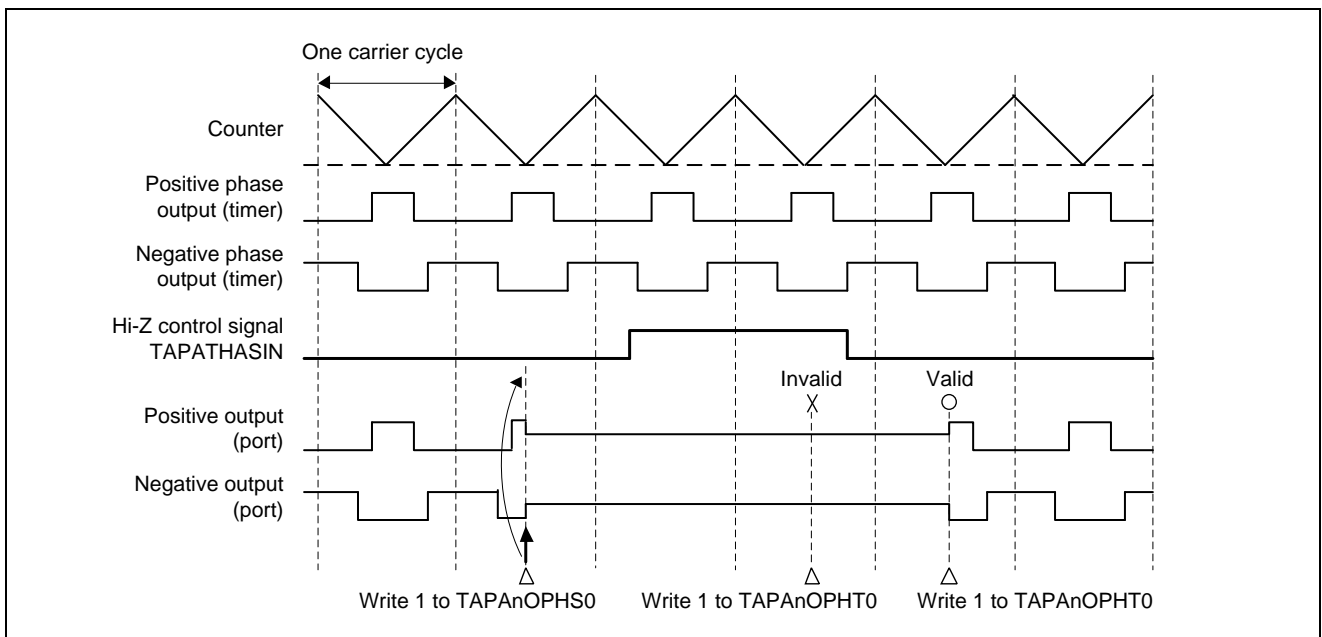 One carrier cycle
Counter
Positive phase
output (timer)
Negative phase
output (timer)
Hi-Z control signal
TAPATHASIN
Invalid
Valid
Positive output
(port)
Negative output
(port)
Write 1 to TAPAnOPHS0
Write 1 to TAPAnOPHT0
Write 1 to TAPAnOPHT0